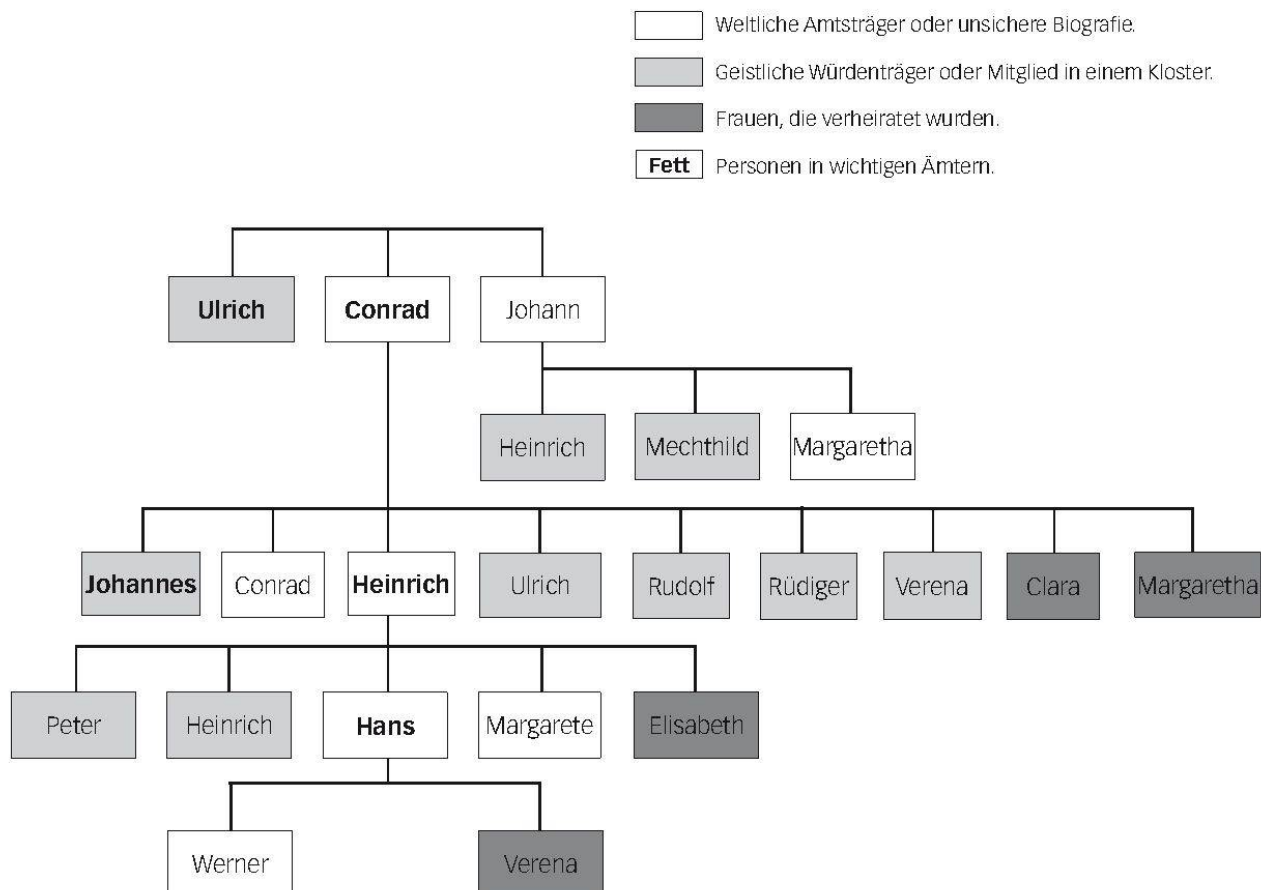 Weltliche Amtsträger oder unsichere Biografie.
Geistliche Würdenträger oder Mitglied in einem Kloster.
Frauen, die verheiratet wurden.
Fett Personen in wichtigen Ämtern.
Ulrich Conrad Johann
Heinrich Mechthild Margaretha
Johannes Conrad Heinrich Ulrich Rudolf Rüdiger Verena Clara Margaretha
Peter Heinrich Hans Margarete Elisabeth
Werner Verena